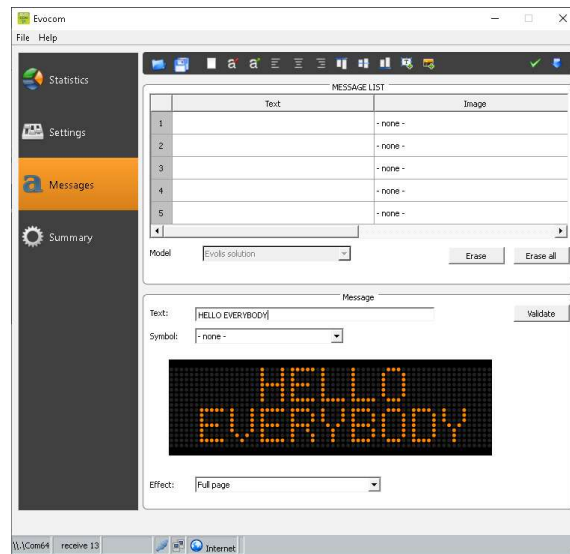 Evocom
File Help
Statistics
Settings
Messages
Summary
MESSAGE LIST
Text Image
1 - none -
2 - none -
3 - none -
4 - none -
5 - none -
Model Evolis solution Erase Erase all
Message
Text: HELLO EVERYBODY Validate
Symbol: - none -
HELLO
EVERYBODY
Effect: Full page
\\.\Com64 receive 13 Internet